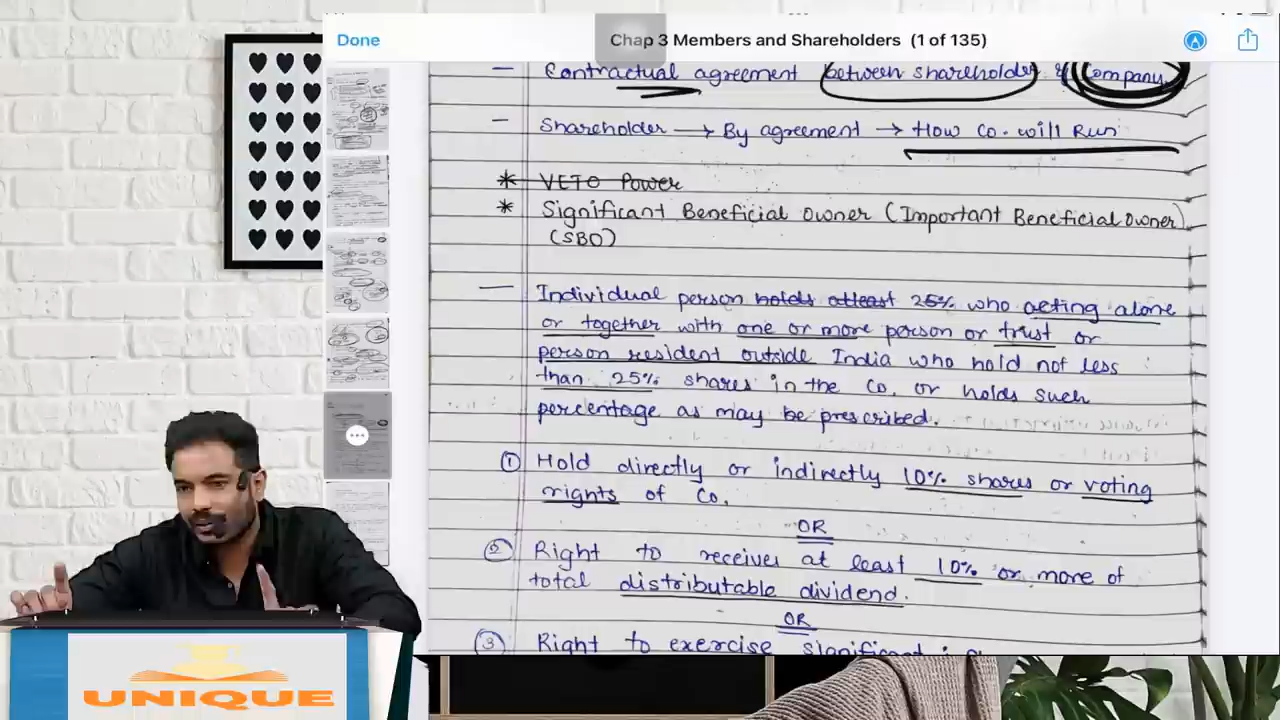 Done
Chap 3 Members and Shareholders (1 of 135)
– Contractual agreement between shareholder & Company
– Shareholder → By agreement → How Co. will Run
* VETO Power
* Significant Beneficial Owner (Important Beneficial Owner)
(SBO)
– Individual person holds atleast 25% who acting alone
or together with one or more person or trust or
person resident outside India who hold not less
than 25% shares in the Co. or holds such
percentage as may be prescribed.
① Hold directly or indirectly 10% shares or voting
rights of Co.
OR
② Right to receives at least 10% or more of
total distributable dividend.
OR
③ Right to exercise significant
UNIQUE